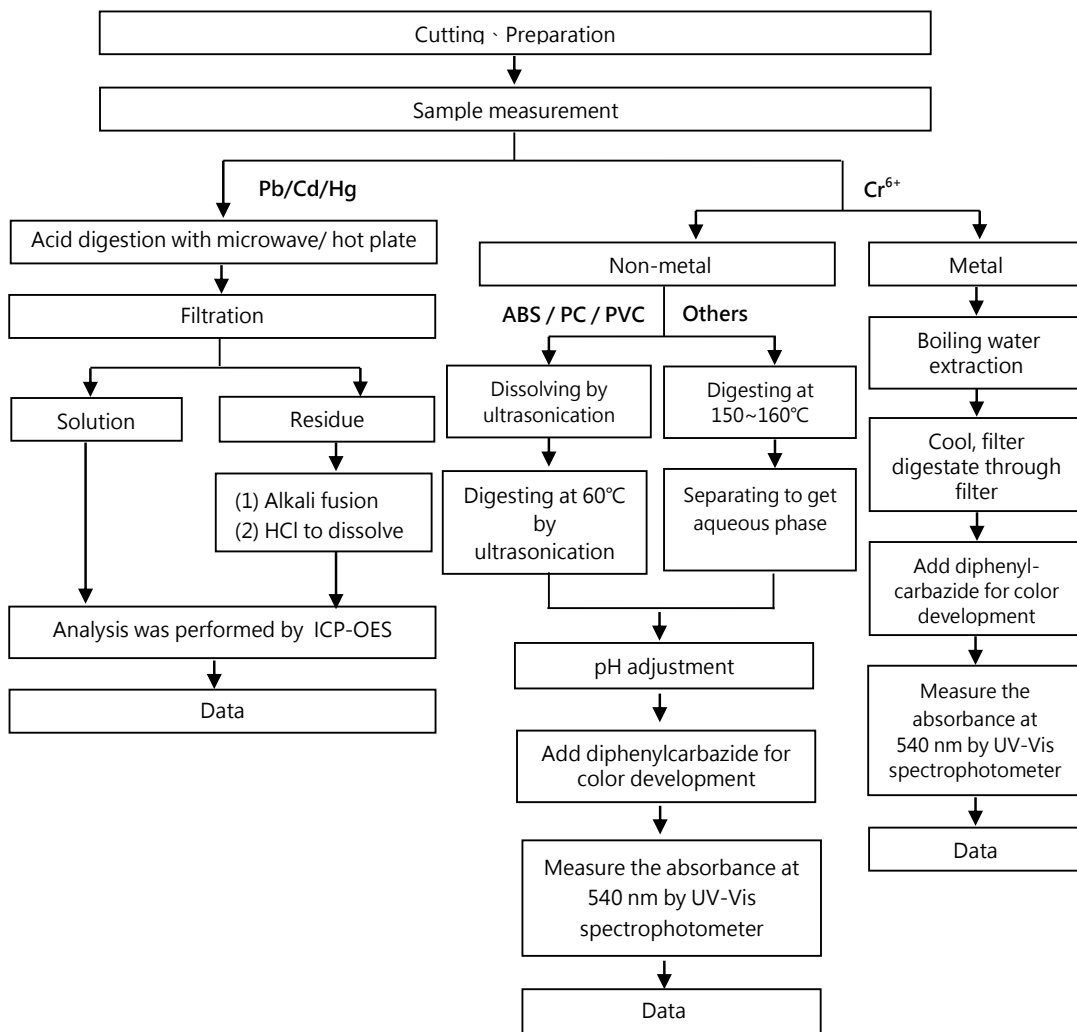 Cutting、Preparation
Sample measurement
Pb/Cd/Hg
Acid digestion with microwave/ hot plate
Filtration
Solution
Residue
(1) Alkali fusion
(2) HCl to dissolve
Analysis was performed by ICP-OES
Data
Cr⁶⁺
Non-metal
ABS / PC / PVC
Others
Dissolving by
ultrasonication
Digesting at 60℃
by
ultrasonication
Digesting at
150~160℃
Separating to get
aqueous phase
pH adjustment
Add diphenylcarbazide for
color development
Measure the absorbance at
540 nm by UV-Vis
spectrophotometer
Data
Metal
Boiling water
extraction
Cool, filter
digestate through
filter
Add diphenyl-
carbazide for color
development
Measure the
absorbance at
540 nm by UV-Vis
spectrophotometer
Data